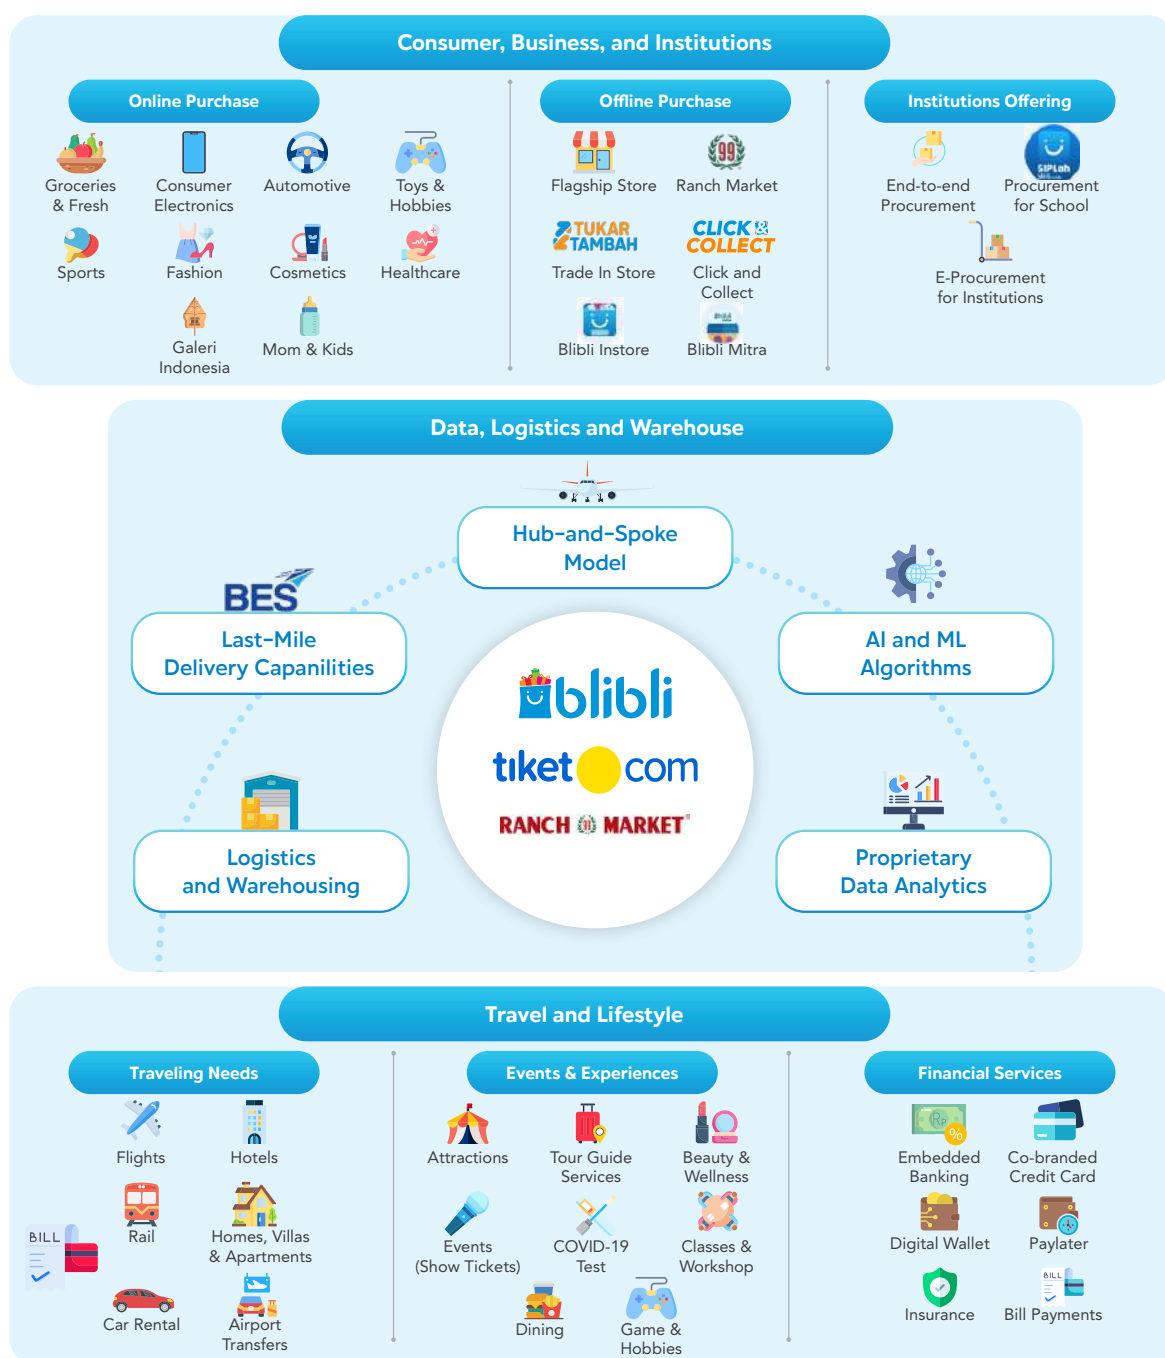 Consumer, Business, and Institutions
Online Purchase
Groceries
& Fresh
Consumer
Electronics
Automotive
Toys &
Hobbies
Sports
Fashion
Cosmetics
Healthcare
Galeri
Indonesia
Mom & Kids
Offline Purchase
99
Flagship Store
Ranch Market
TUKAR
TAMBAH
CLICK &
COLLECT
Trade In Store
Click and
Collect
blibli
Blibli Instore
Blibli Mitra
Institutions Offering
SIPLah
End-to-end
Procurement
Procurement
for School
E-Procurement
for Institutions
Data, Logistics and Warehouse
Hub-and-Spoke
Model
BES
Last-Mile
Delivery Capanilities
AI and ML
Algorithms
blibli
tiket com
RANCH 99 MARKET®
Logistics
and Warehousing
Proprietary
Data Analytics
Travel and Lifestyle
Traveling Needs
Flights
Hotels
Rail
Homes, Villas
& Apartments
BILL
Car Rental
Airport
Transfers
Events & Experiences
Attractions
Tour Guide
Services
Beauty &
Wellness
Events
(Show Tickets)
COVID-19
Test
Classes &
Workshop
Dining
Game &
Hobbies
Financial Services
Rp
%
Embedded
Banking
Co-branded
Credit Card
Digital Wallet
Paylater
BILL
Insurance
Bill Payments